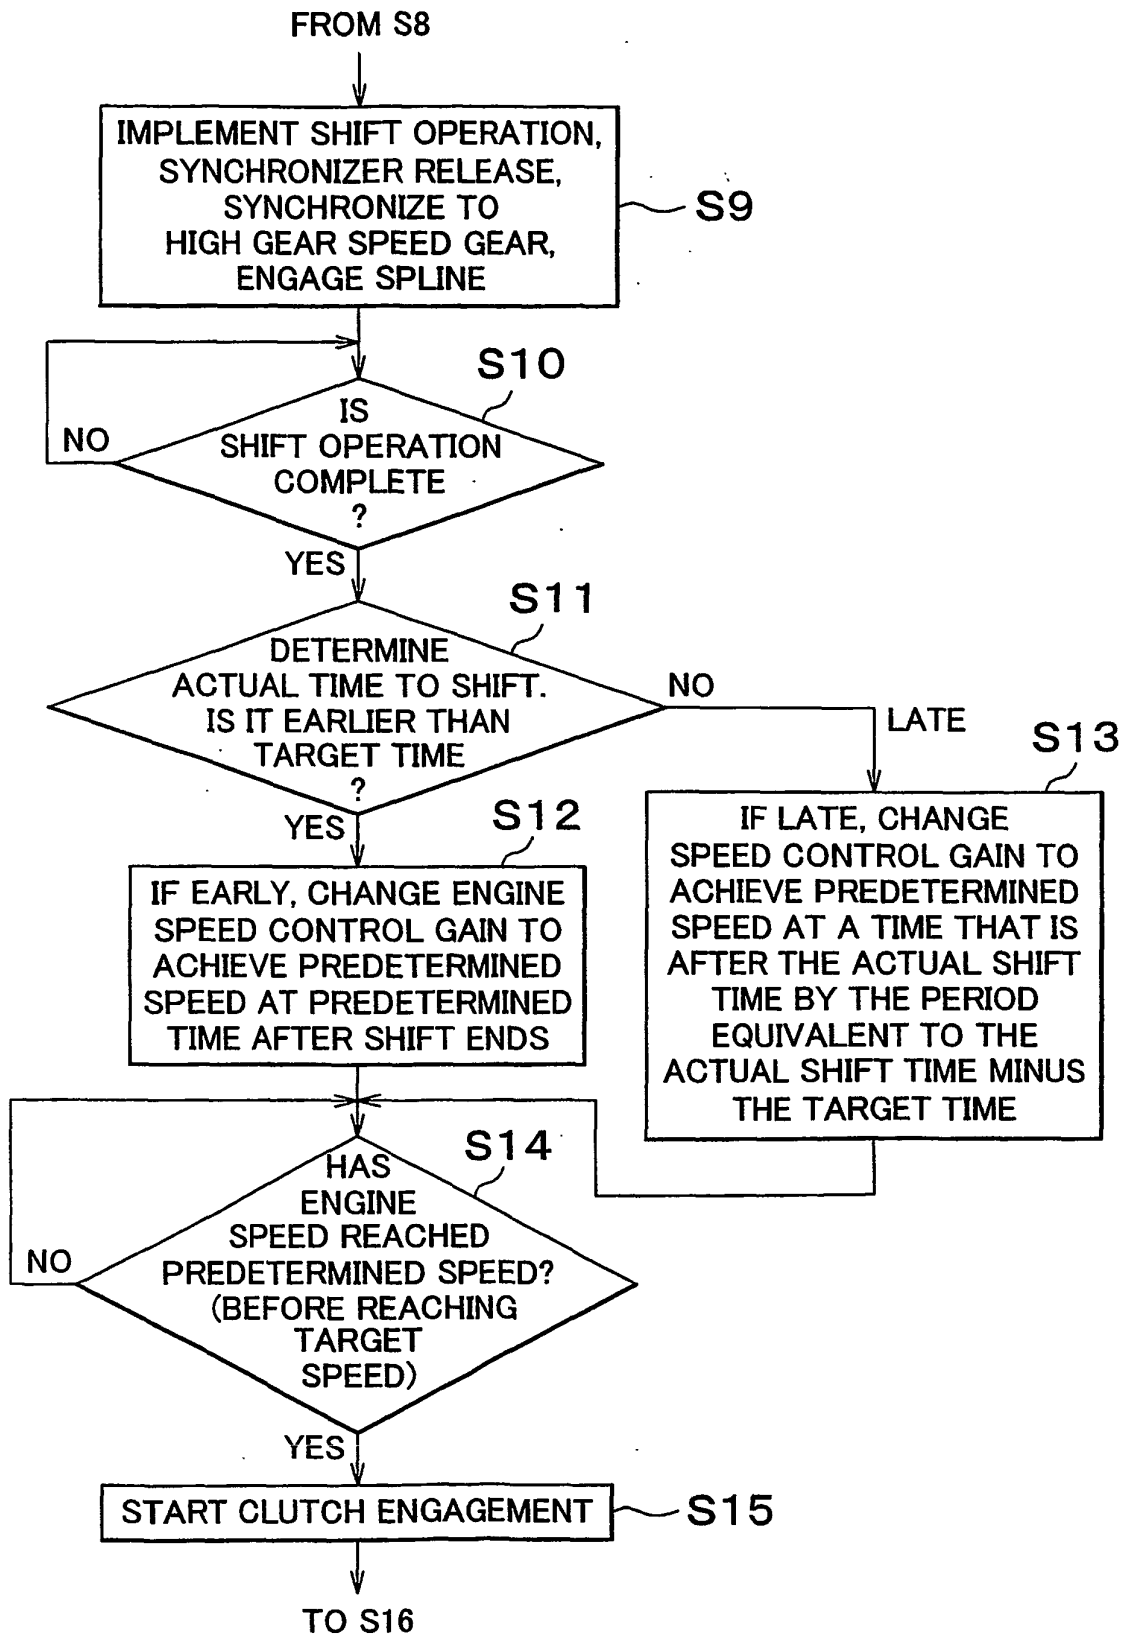 FROM S8
IMPLEMENT SHIFT OPERATION,
SYNCHRONIZER RELEASE,
SYNCHRONIZE TO
HIGH GEAR SPEED GEAR,
ENGAGE SPLINE
S9
S10
IS
SHIFT OPERATION
COMPLETE
?
NO
YES
S11
DETERMINE
ACTUAL TIME TO SHIFT.
IS IT EARLIER THAN
TARGET TIME
?
NO
LATE
YES
S12
IF EARLY, CHANGE ENGINE
SPEED CONTROL GAIN TO
ACHIEVE PREDETERMINED
SPEED AT PREDETERMINED
TIME AFTER SHIFT ENDS
S13
IF LATE, CHANGE
SPEED CONTROL GAIN TO
ACHIEVE PREDETERMINED
SPEED AT A TIME THAT IS
AFTER THE ACTUAL SHIFT
TIME BY THE PERIOD
EQUIVALENT TO THE
ACTUAL SHIFT TIME MINUS
THE TARGET TIME
S14
HAS
ENGINE
SPEED REACHED
PREDETERMINED SPEED?
(BEFORE REACHING
TARGET
SPEED)
NO
YES
START CLUTCH ENGAGEMENT
S15
TO S16